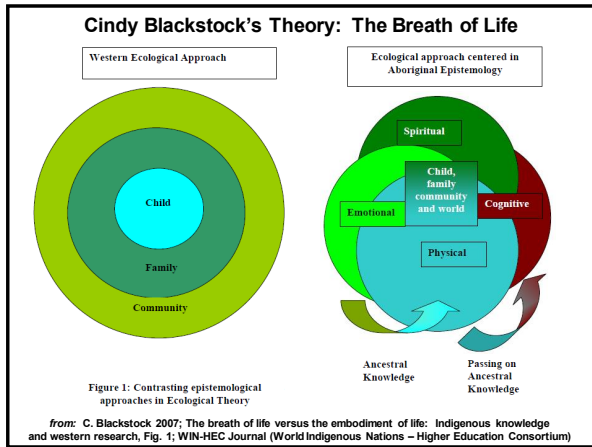 Cindy Blackstock's Theory: The Breath of Life
Western Ecological Approach
Child
Family
Community
Figure 1: Contrasting epistemological
approaches in Ecological Theory
Ecological approach centered in
Aboriginal Epistemology
Spiritual
Child,
family
community
and world
Emotional
Cognitive
Physical
Ancestral
Knowledge
Passing on
Ancestral
Knowledge
from: C. Blackstock 2007; The breath of life versus the embodiment of life: Indigenous knowledge
and western research, Fig. 1; WIN-HEC Journal (World Indigenous Nations – Higher Education Consortium)